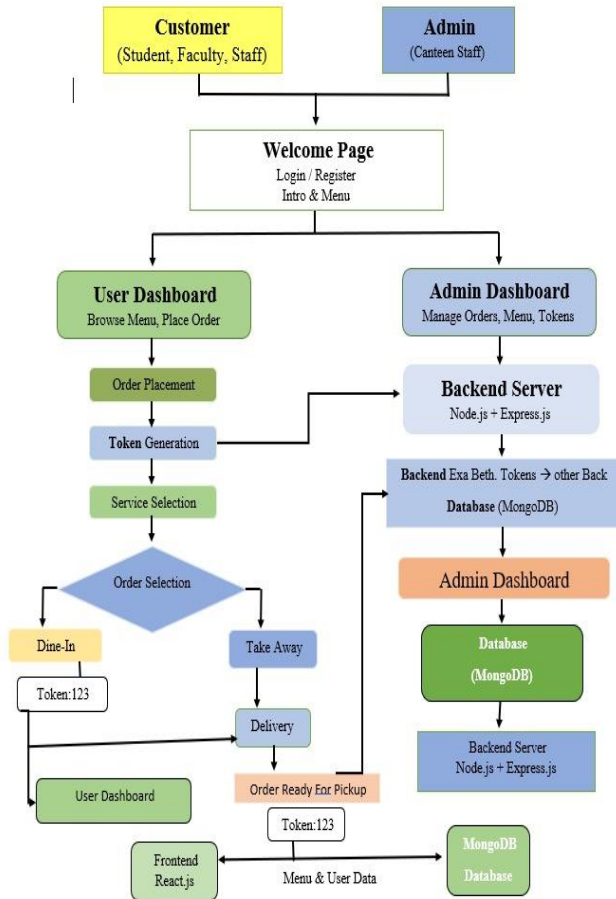 Customer
(Student, Faculty, Staff)
Admin
(Canteen Staff)
Welcome Page
Login / Register
Intro & Menu
User Dashboard
Browse Menu, Place Order
Admin Dashboard
Manage Orders, Menu, Tokens
Order Placement
Backend Server
Node.js + Express.js
Token Generation
Backend Exa Beth. Tokens → other Back
Database (MongoDB)
Service Selection
Order Selection
Admin Dashboard
Dine-In
Take Away
Database
(MongoDB)
Token:123
Delivery
Backend Server
Node.js + Express.js
User Dashboard
Order Ready For Pickup
Token:123
Frontend
React.js
Menu & User Data
MongoDB
Database